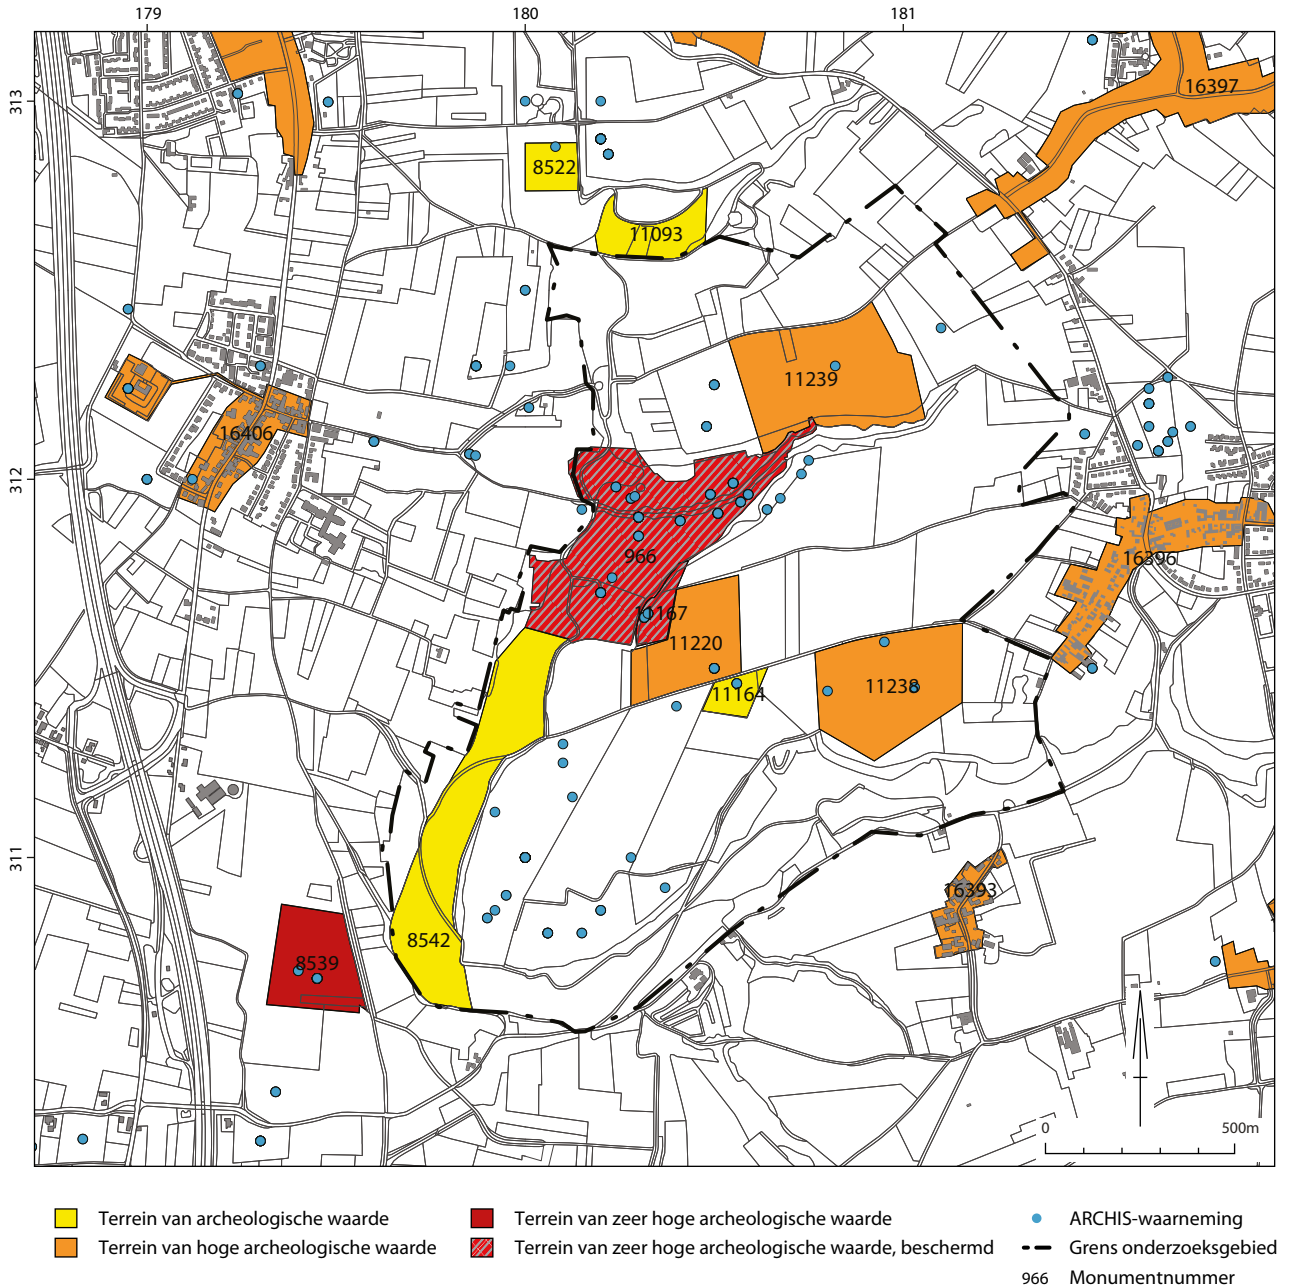 179 180 181
313
312
311
16397
8522
11093
11239
16406
16396
966
11167
11220
11164
11238
16393
8542
8539
0 500m
Terrein van archeologische waarde
Terrein van hoge archeologische waarde
Terrein van zeer hoge archeologische waarde
Terrein van zeer hoge archeologische waarde, beschermd
ARCHIS-waarneming
Grens onderzoeksgebied
966 Monumentnummer